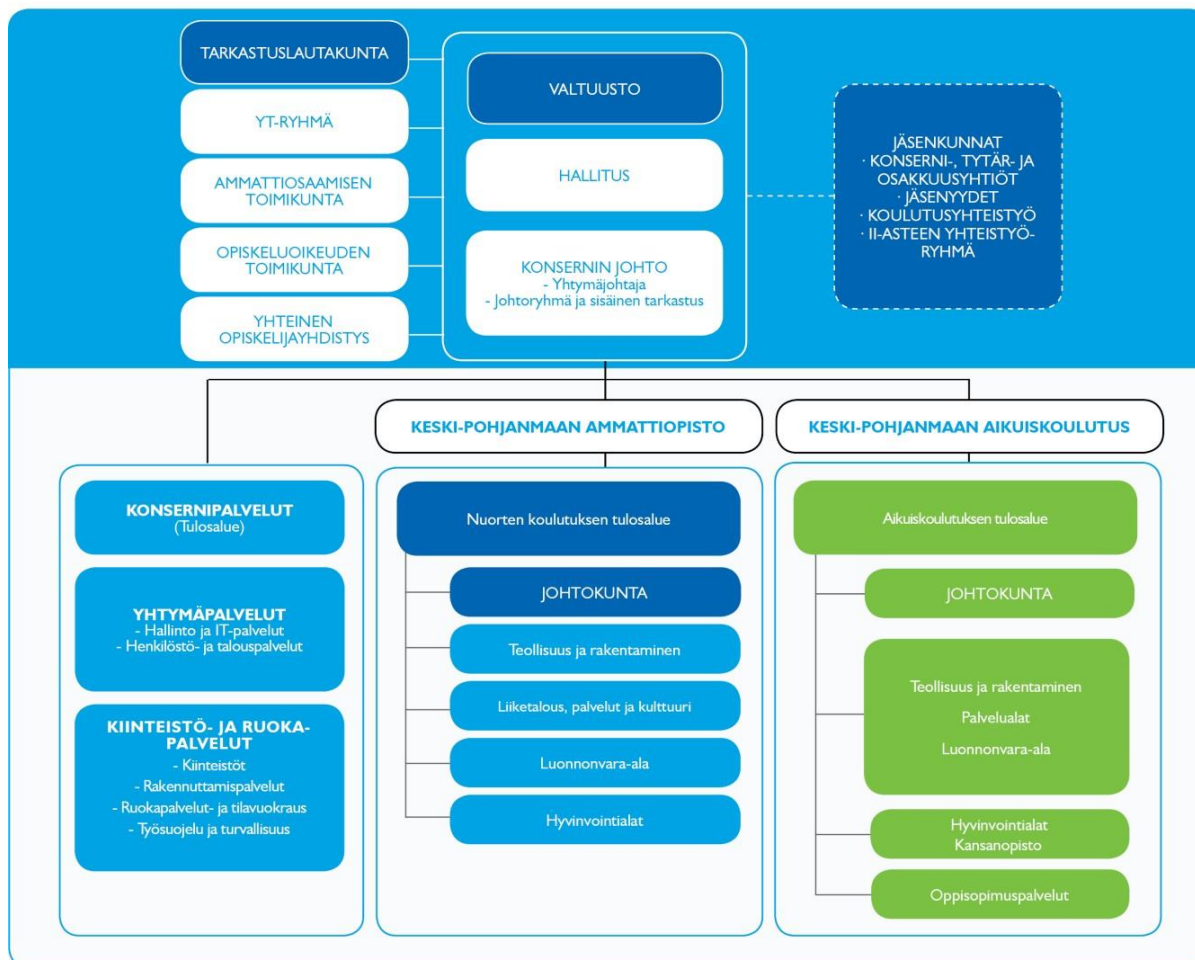 TARKASTUSLAUTAKUNTA
YT-RYHMÄ
AMMATTIOSAAMISEN
TOIMIKUNTA
OPISKELUOIKEUDEN
TOIMIKUNTA
YHTEINEN
OPISKELIJAYHDISTYS
VALTUUSTO
HALLITUS
KONSERNIN JOHTO
- Yhtymäjohtaja
- Johtoryhmä ja sisäinen tarkastus
JÄSENKUNNAT
· KONSERNI-, TYTÄR- JA
OSAKKUUSYHTIÖT
· JÄSENYYDET
· KOULUTUSYHTEISTYÖ
· II-ASTEEN YHTEISTYÖ-
RYHMÄ
KONSERNIPALVELUT
(Tulosalue)
YHTYMÄPALVELUT
- Hallinto ja IT-palvelut
- Henkilöstö- ja talouspalvelut
KIINTEISTÖ- JA RUOKA-
PALVELUT
- Kiinteistöt
- Rakennuttamispalvelut
- Ruokapalvelut- ja tilavuokraus
- Työsuojelu ja turvallisuus
KESKI-POHJANMAAN AMMATTIOPISTO
Nuorten koulutuksen tulosalue
JOHTOKUNTA
Teollisuus ja rakentaminen
Liiketalous, palvelut ja kulttuuri
Luonnonvara-ala
Hyvinvointialat
KESKI-POHJANMAAN AIKUISKOULUTUS
Aikuiskoulutuksen tulosalue
JOHTOKUNTA
Teollisuus ja rakentaminen
Palvelualat
Luonnonvara-ala
Hyvinvointialat
Kansanopisto
Oppisopimuspalvelut